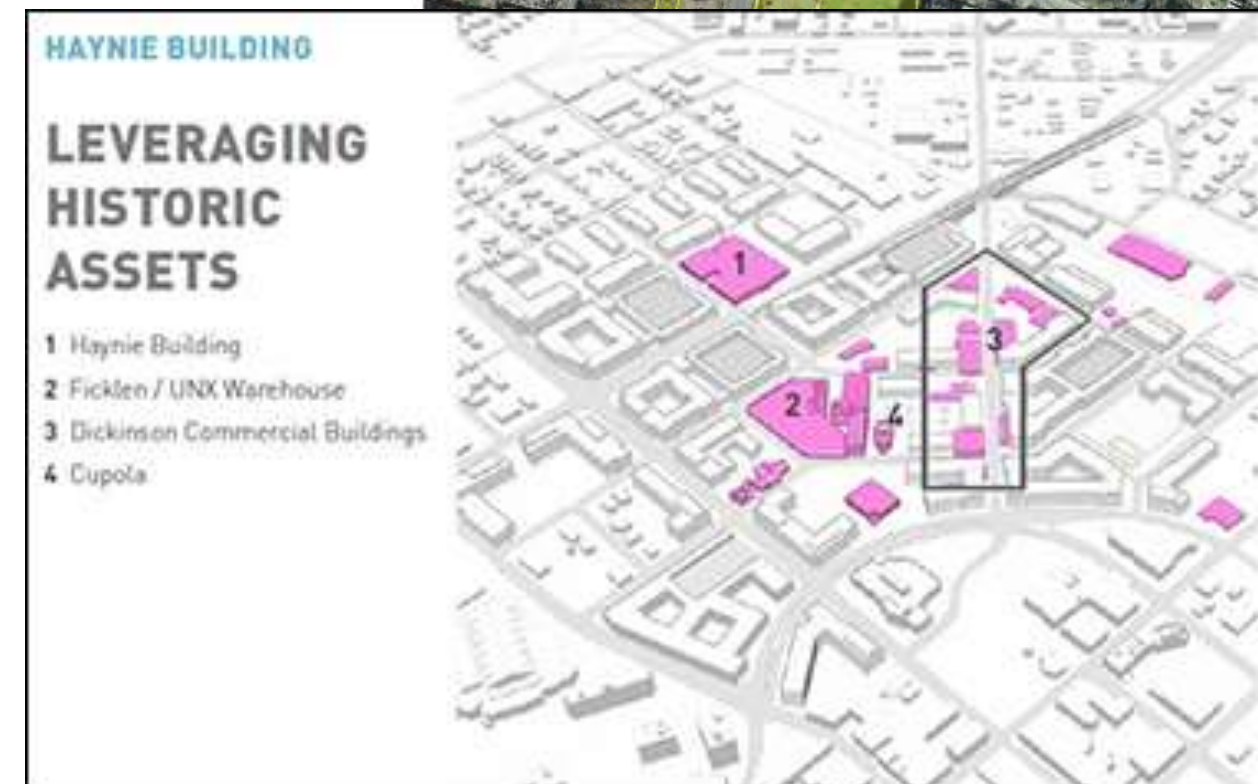 HAYNIE BUILDING
LEVERAGING
HISTORIC
ASSETS
1 Haynie Building
2 Ficklen / UNX Warehouse
3 Dickinson Commercial Buildings
4 Cupola
1
3
2
4